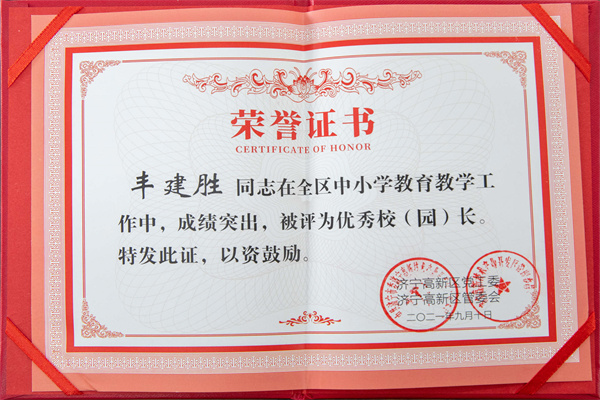 荣誉证书
CERTIFICATE OF HONOR
丰建胜 同志在全区中小学教育教学工
作中，成绩突出，被评为优秀校（园）长。
特发此证，以资鼓励。
济宁高新区党工委
济宁高新区管委会
二〇二一年九月十日